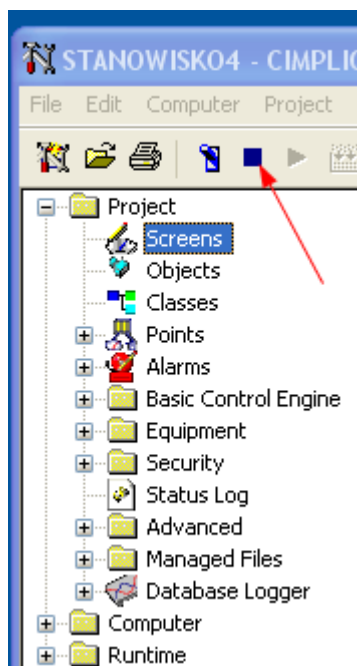 STANOWISKO4 - CIMPLIC
File Edit Computer Project
Project
Screens
Objects
Classes
Points
Alarms
Basic Control Engine
Equipment
Security
Status Log
Advanced
Managed Files
Database Logger
Computer
Runtime